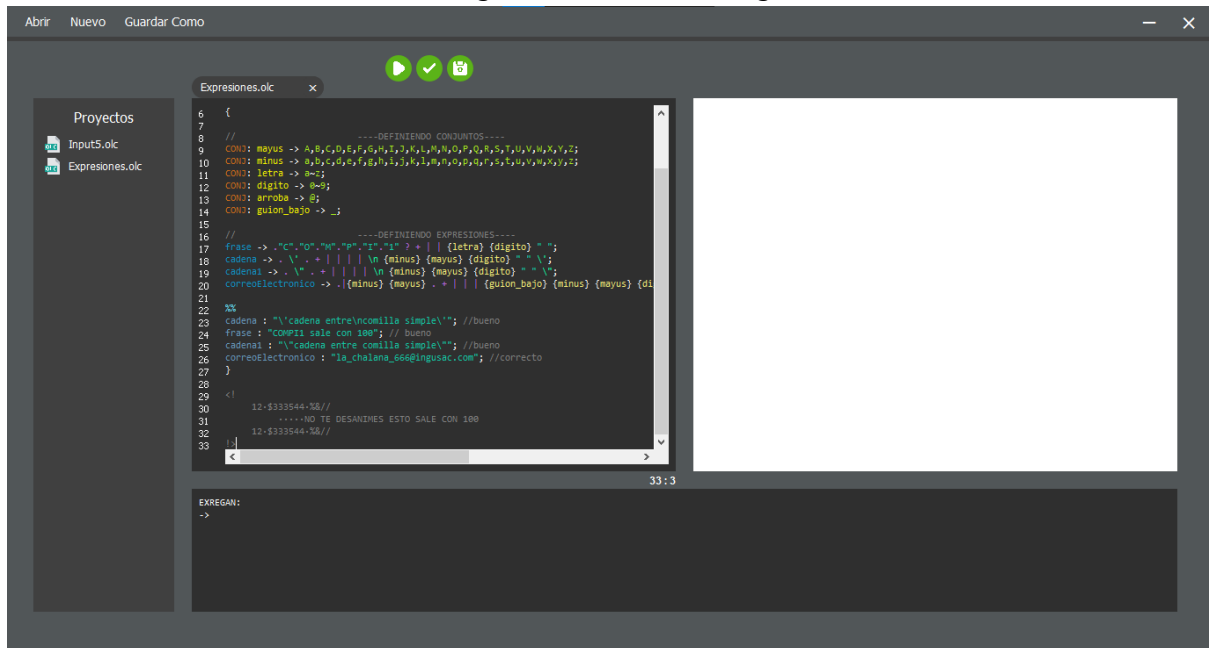 Abrir Nuevo Guardar Como
Expresiones.olc x
Proyectos
Input5.olc
Expresiones.olc
6 {
7
8 // ----DEFINIENDO CONJUNTOS----
9 CONJ: mayus -> A,B,C,D,E,F,G,H,I,J,K,L,M,N,O,P,Q,R,S,T,U,V,W,X,Y,Z;
10 CONJ: minus -> a,b,c,d,e,f,g,h,i,j,k,l,m,n,o,p,q,r,s,t,u,v,w,x,y,z;
11 CONJ: letra -> a~z;
12 CONJ: digito -> 0~9;
13 CONJ: arroba -> @;
14 CONJ: guion_bajo -> _;
15
16 // ----DEFINIENDO EXPRESIONES----
17 frase -> ."C"."O"."M"."P"."I"."1" ? + | | {letra} {digito} " ";
18 cadena -> . \' . + | | | | \n {minus} {mayus} {digito} " " \';
19 cadena1 -> . \" . + | | | | \n {minus} {mayus} {digito} " " \";
20 correoElectronico -> .|{minus} {mayus} . + | | | {guion_bajo} {minus} {mayus} {di
21
22 %%
23 cadena : "\'cadena entre\ncomilla simple\'"; //bueno
24 frase : "COMPI1 sale con 100"; // bueno
25 cadena1 : "\"cadena entre comilla simple\""; //bueno
26 correoElectronico : "la_chalana_666@ingusac.com"; //correcto
27 }
28
29 <!
30 12·$333544·%&//
31 ·····NO TE DESANIMES ESTO SALE CON 100
32 12·$333544·%&//
33 !>
33 : 3
EXREGAN:
->